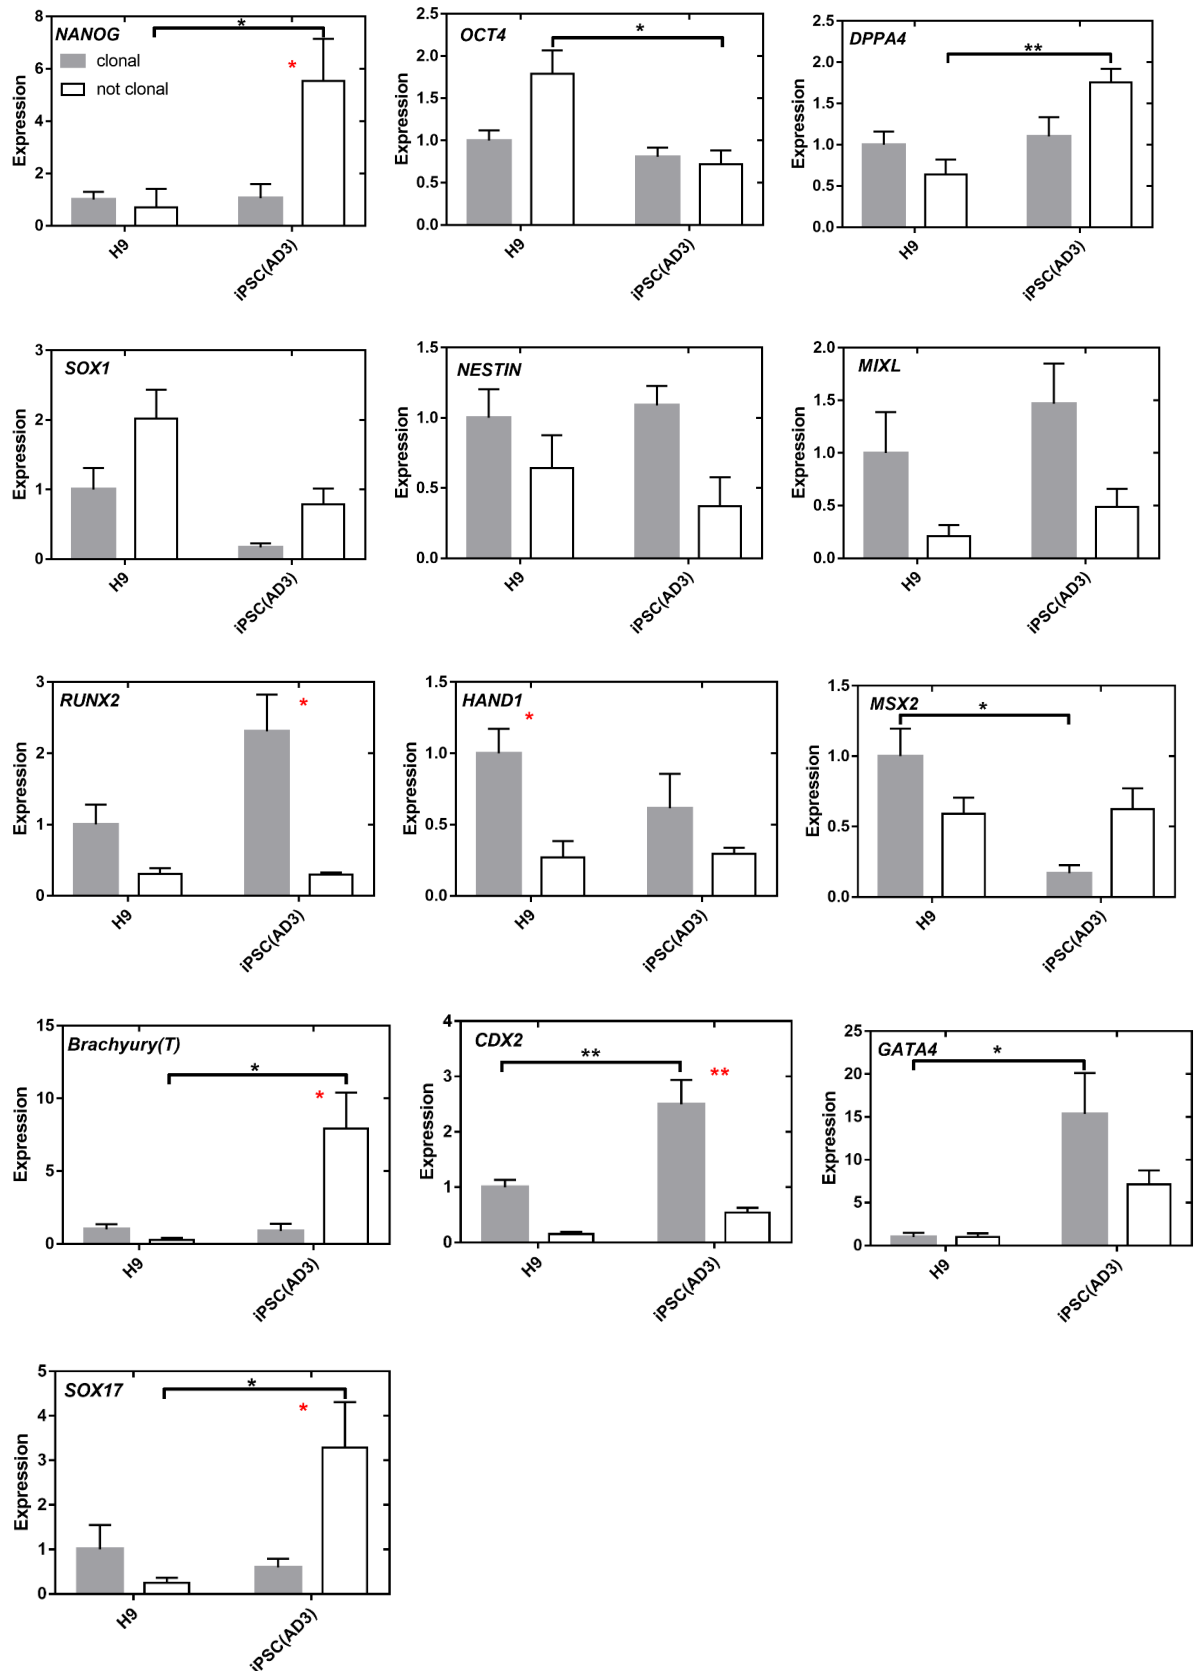 NANOG
clonal
not clonal
*
*
Expression
8
6
4
2
0
H9
iPSC(AD3)
OCT4
*
Expression
2.5
2.0
1.5
1.0
0.5
0.0
H9
iPSC(AD3)
DPPA4
**
Expression
2.5
2.0
1.5
1.0
0.5
0.0
H9
iPSC(AD3)
SOX1
Expression
3
2
1
0
H9
iPSC(AD3)
NESTIN
Expression
1.5
1.0
0.5
0.0
H9
iPSC(AD3)
MIXL
Expression
2.0
1.5
1.0
0.5
0.0
H9
iPSC(AD3)
RUNX2
*
Expression
3
2
1
0
H9
iPSC(AD3)
HAND1
*
Expression
1.5
1.0
0.5
0.0
H9
iPSC(AD3)
MSX2
*
Expression
1.5
1.0
0.5
0.0
H9
iPSC(AD3)
Brachyury(T)
*
*
Expression
15
10
5
0
H9
iPSC(AD3)
CDX2
**
**
Expression
4
3
2
1
0
H9
iPSC(AD3)
GATA4
*
Expression
25
20
15
10
5
0
H9
iPSC(AD3)
SOX17
*
*
Expression
5
4
3
2
1
0
H9
iPSC(AD3)